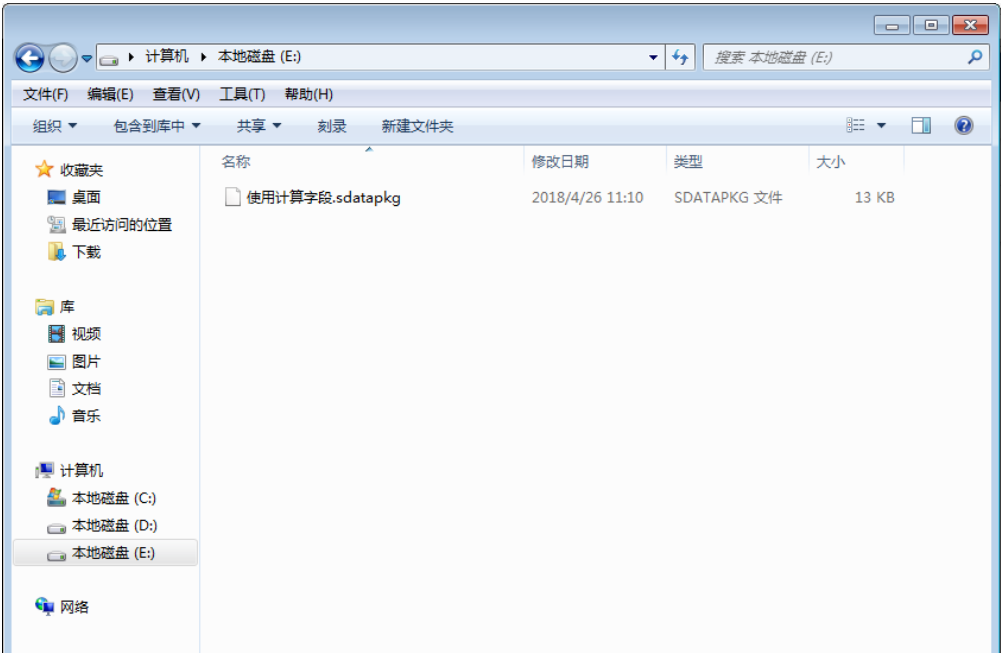 计算机 本地磁盘 (E:) 搜索 本地磁盘 (E:)
文件(F) 编辑(E) 查看(V) 工具(T) 帮助(H)
组织 包含到库中 共享 刻录 新建文件夹
收藏夹
桌面
最近访问的位置
下载
库
视频
图片
文档
音乐
计算机
本地磁盘 (C:)
本地磁盘 (D:)
本地磁盘 (E:)
网络
名称 修改日期 类型 大小
使用计算字段.sdatapkg 2018/4/26 11:10 SDATAPKG 文件 13 KB